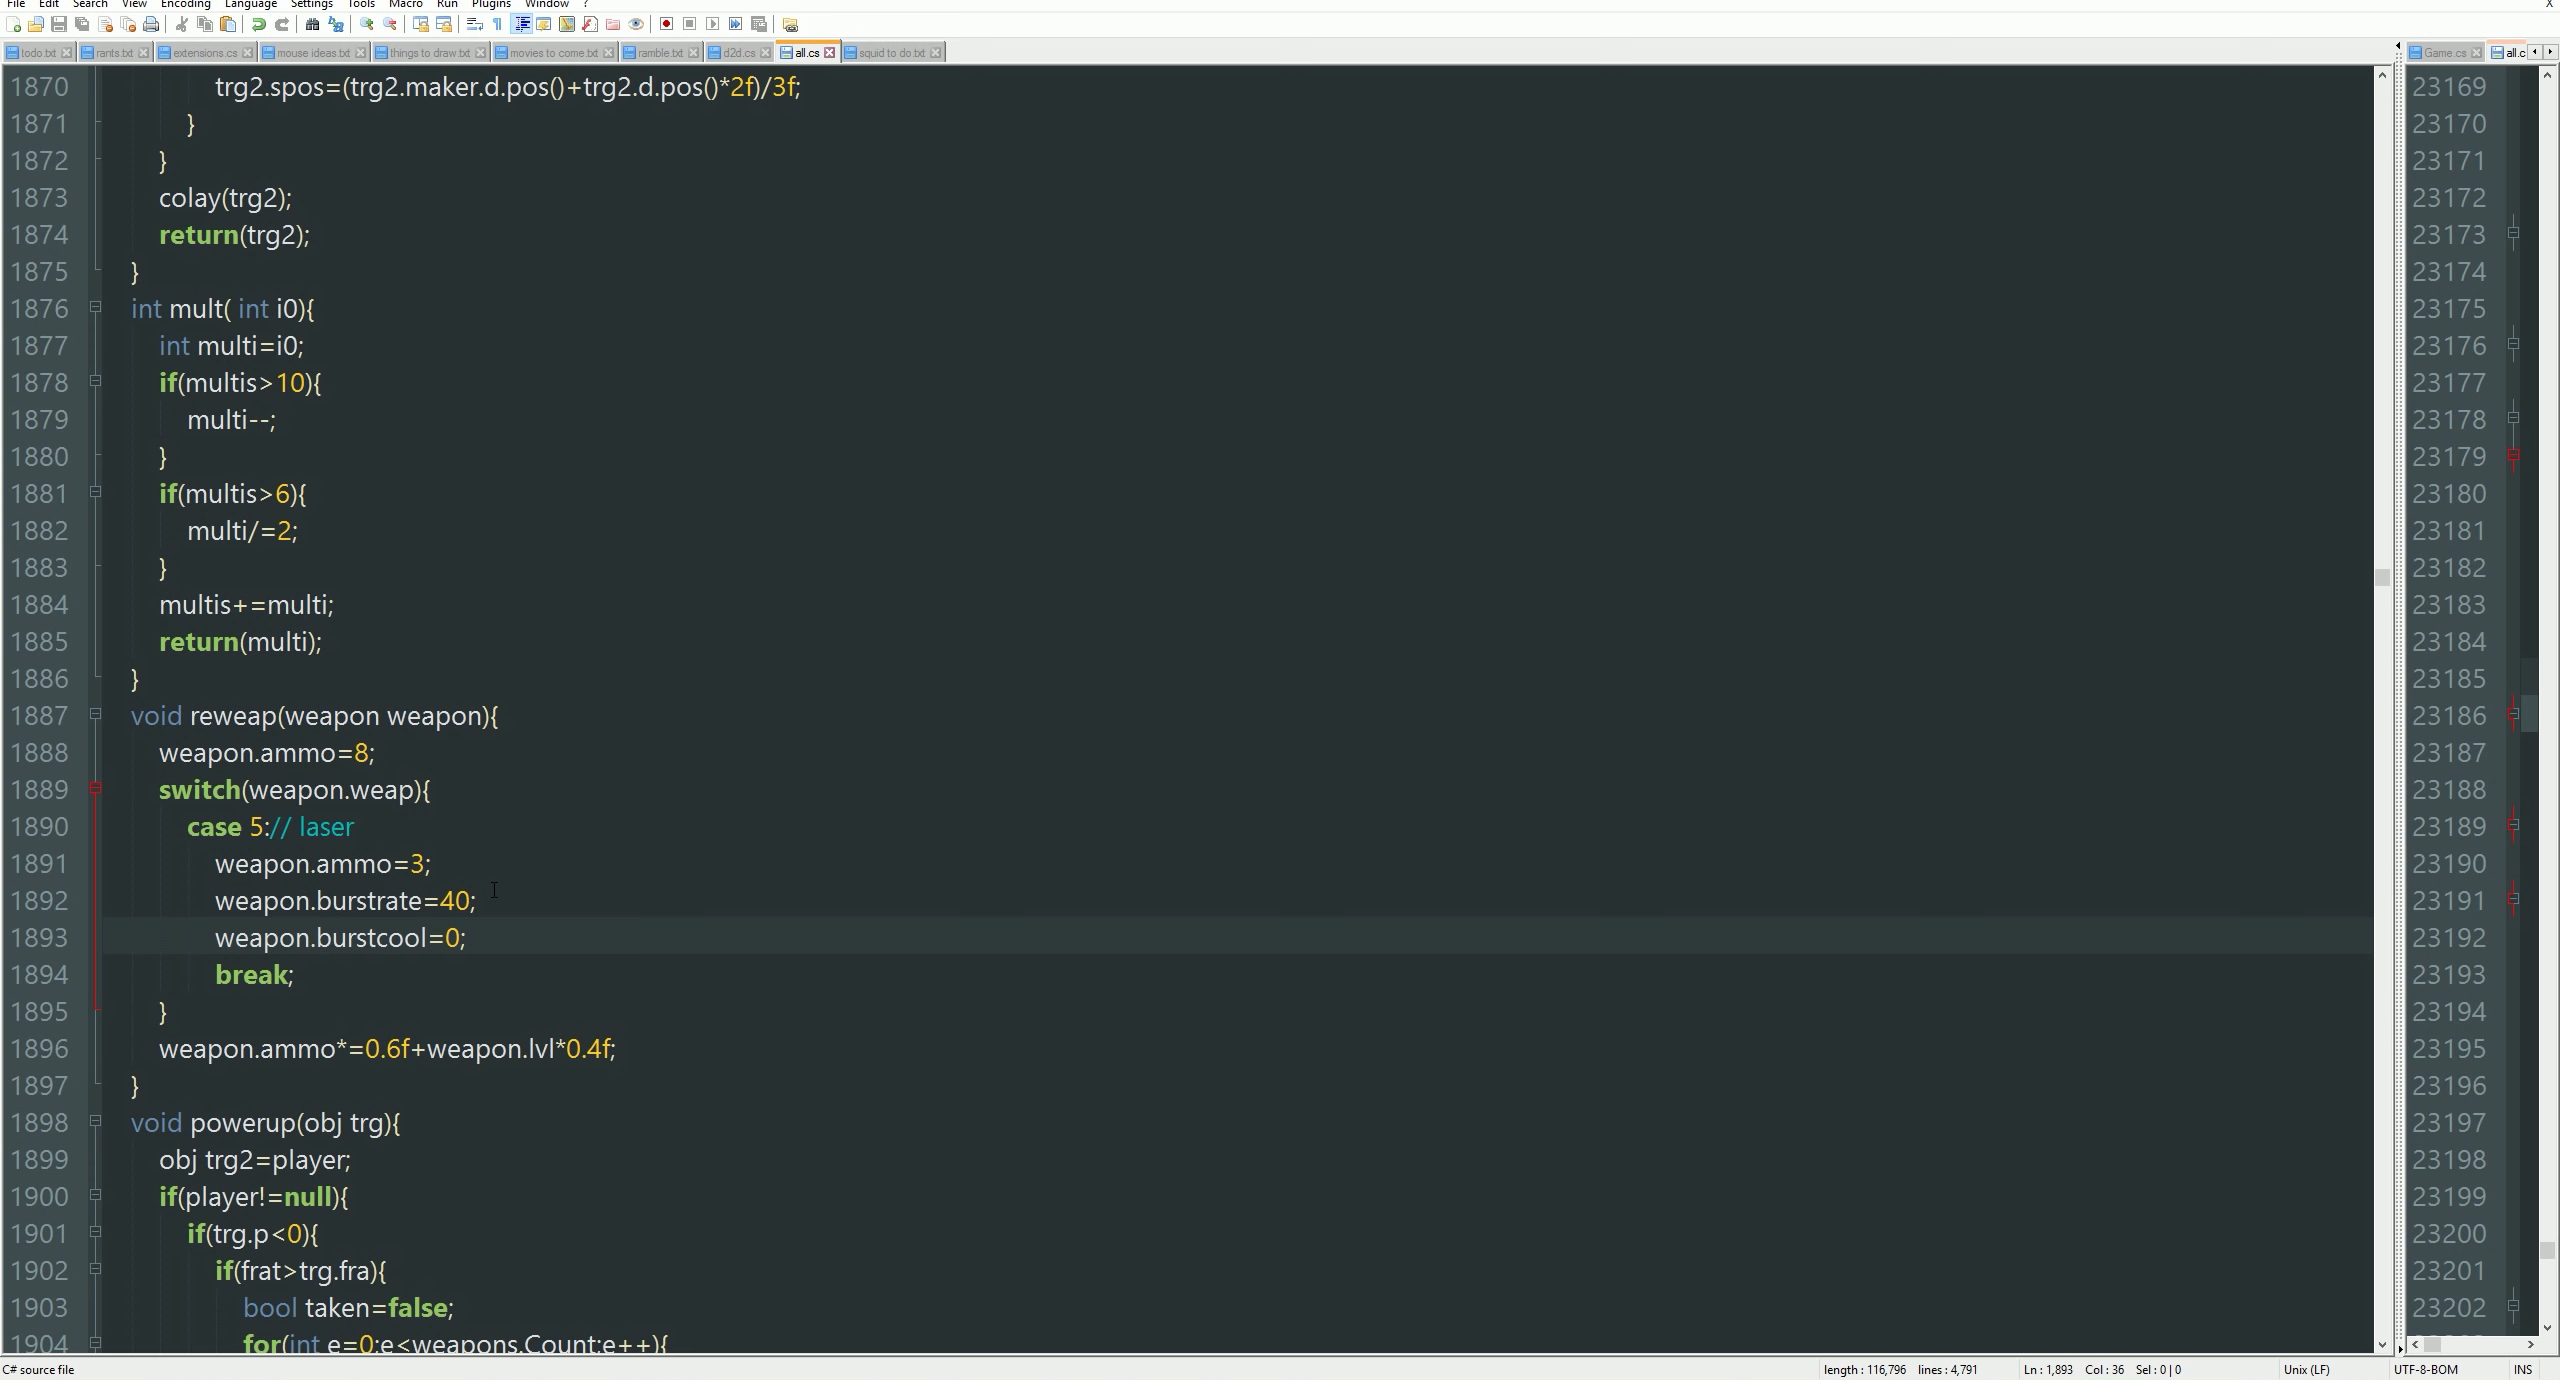 File Edit Search View Encoding Language Settings Tools Macro Run Plugins Window ? X
todo.txt rants.txt extensions.cs mouse ideas.txt things to draw.txt movies to come.txt ramble.txt d2d.cs all.cs squid to do.txt
Game.cs all.c
1870 trg2.spos=(trg2.maker.d.pos()+trg2.d.pos()*2f)/3f;
1871 }
1872 }
1873 colay(trg2);
1874 return(trg2);
1875 }
1876 int mult( int i0){
1877 int multi=i0;
1878 if(multis>10){
1879 multi--;
1880 }
1881 if(multis>6){
1882 multi/=2;
1883 }
1884 multis+=multi;
1885 return(multi);
1886 }
1887 void reweap(weapon weapon){
1888 weapon.ammo=8;
1889 switch(weapon.weap){
1890 case 5:// laser
1891 weapon.ammo=3;
1892 weapon.burstrate=40;
1893 weapon.burstcool=0;
1894 break;
1895 }
1896 weapon.ammo*=0.6f+weapon.lvl*0.4f;
1897 }
1898 void powerup(obj trg){
1899 obj trg2=player;
1900 if(player!=null){
1901 if(trg.p<0){
1902 if(frat>trg.fra){
1903 bool taken=false;
1904 for(int e=0;e<weapons.Count;e++){
23169
23170
23171
23172
23173
23174
23175
23176
23177
23178
23179
23180
23181
23182
23183
23184
23185
23186
23187
23188
23189
23190
23191
23192
23193
23194
23195
23196
23197
23198
23199
23200
23201
23202
C# source file length : 116,796 lines : 4,791 Ln : 1,893 Col : 36 Sel : 0 | 0 Unix (LF) UTF-8-BOM INS